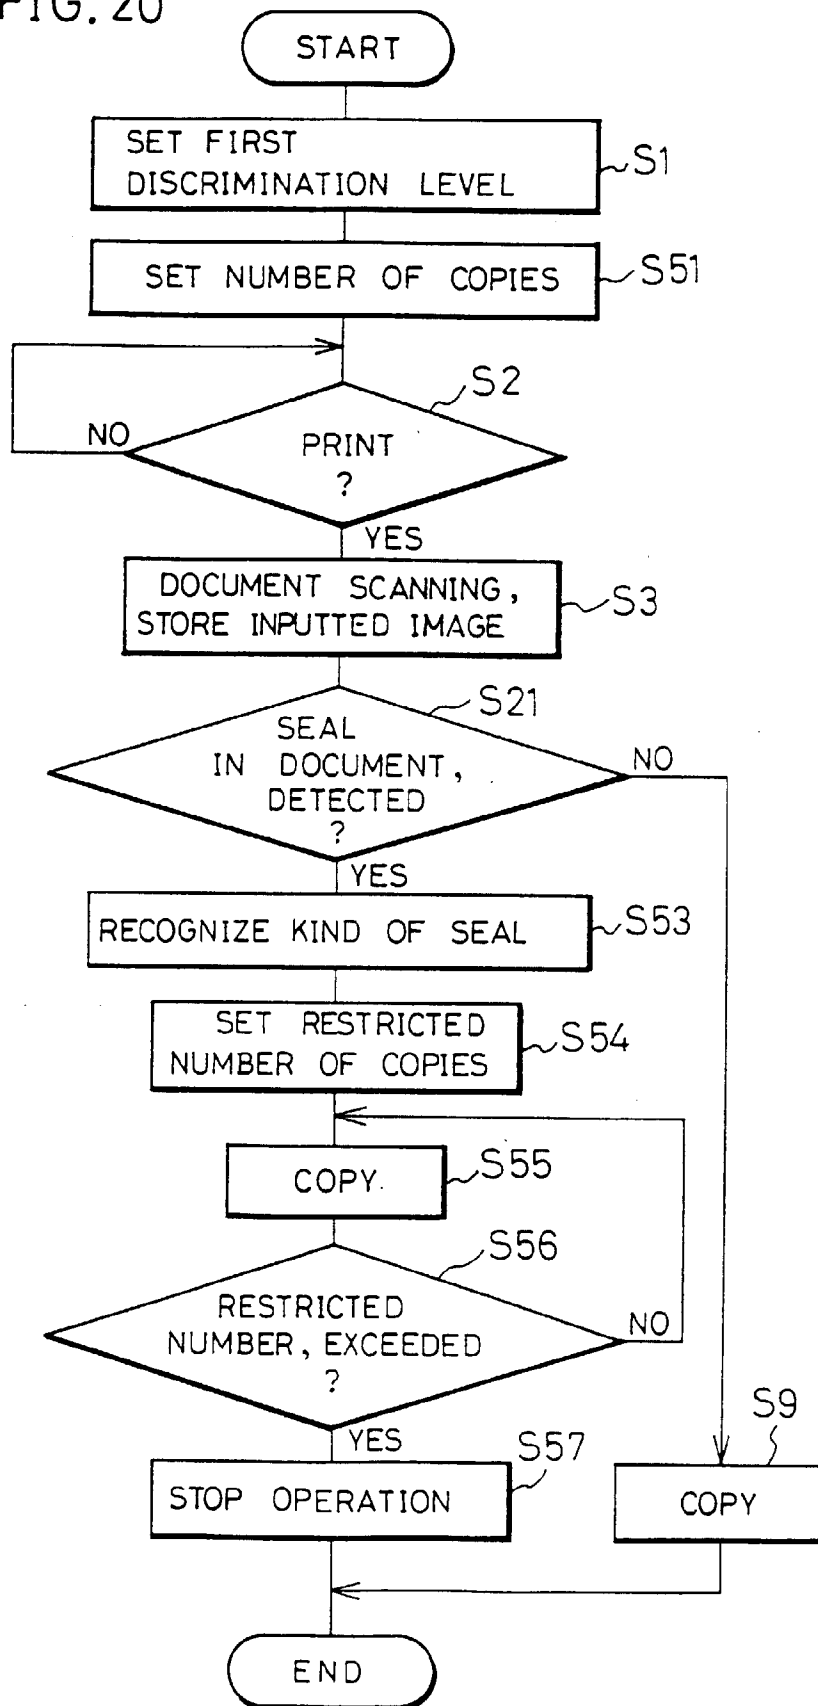 FIG. 20
START
SET FIRST
DISCRIMINATION LEVEL
S1
SET NUMBER OF COPIES
S51
S2
NO
PRINT
?
YES
DOCUMENT SCANNING,
STORE INPUTTED IMAGE
S3
S21
SEAL
IN DOCUMENT,
DETECTED
?
NO
YES
RECOGNIZE KIND OF SEAL
S53
SET RESTRICTED
NUMBER OF COPIES
S54
COPY
S55
S56
RESTRICTED
NUMBER, EXCEEDED
?
NO
YES
S57
STOP OPERATION
S9
COPY
END